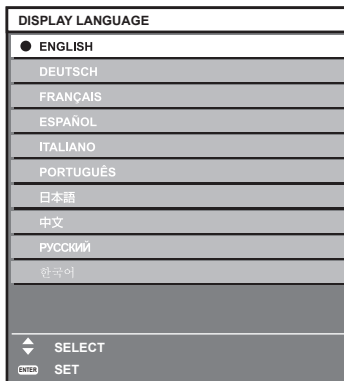 DISPLAY LANGUAGE
ENGLISH
DEUTSCH
FRANÇAIS
ESPAÑOL
ITALIANO
PORTUGUÊS
日本語
中文
РУССКИЙ
한국어
SELECT
ENTER SET